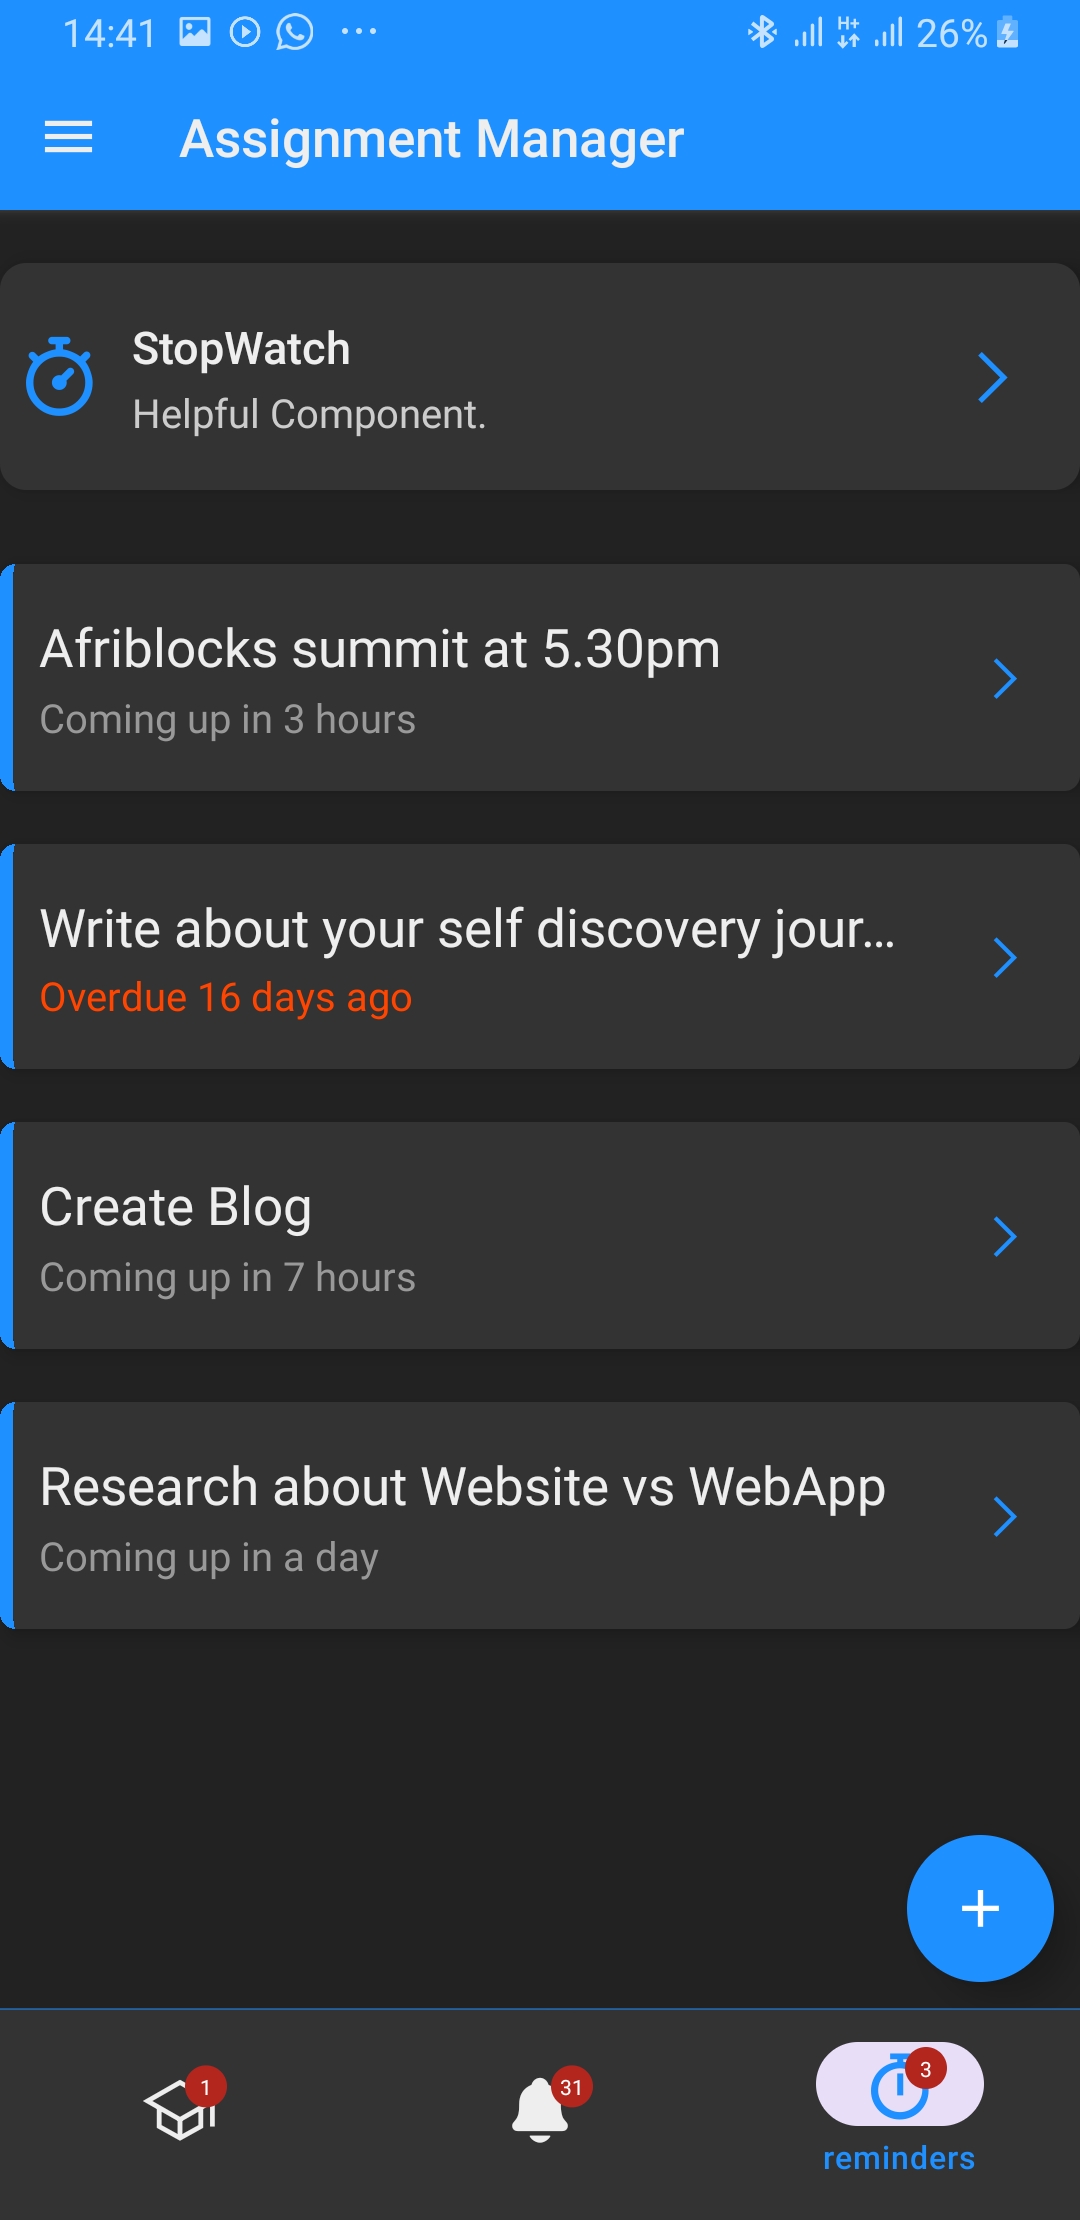 14:41
H+
26%
Assignment Manager
StopWatch
Helpful Component.
Afriblocks summit at 5.30pm
Coming up in 3 hours
Write about your self discovery jour...
Overdue 16 days ago
Create Blog
Coming up in 7 hours
Research about Website vs WebApp
Coming up in a day
1
31
3
reminders